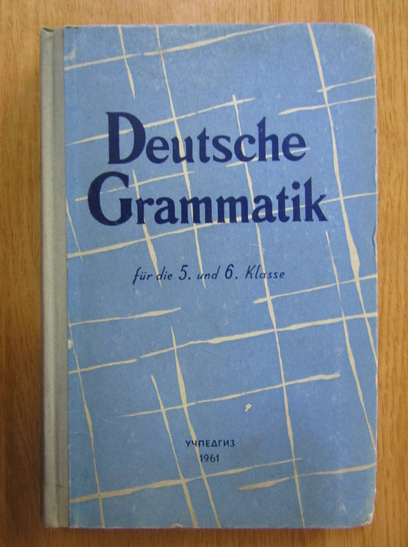 Deutsche
Grammatik
für die 5. und 6. Klasse
УЧПЕДГИЗ
1961